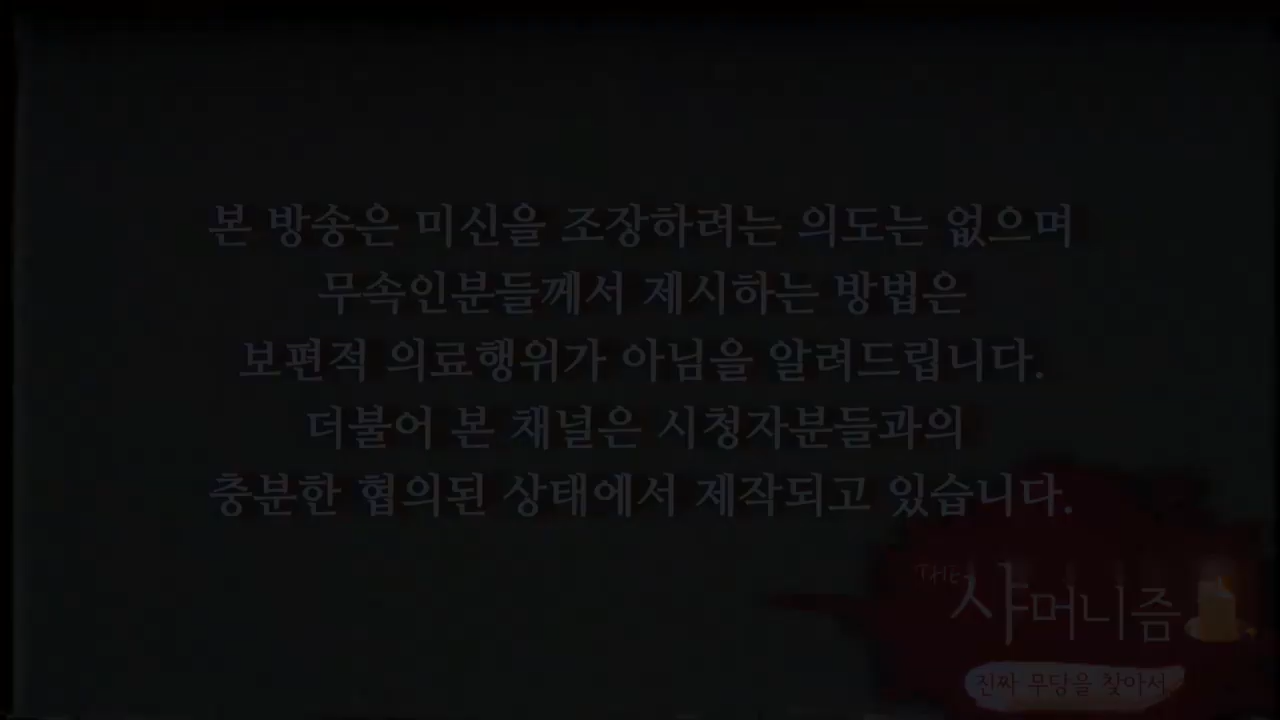 본 방송은 미신을 조장하려는 의도는 없으며
무속인분들께서 제시하는 방법은
보편적 의료행위가 아님을 알려드립니다.
더불어 본 채널은 시청자분들과의
충분한 협의된 상태에서 제작되고 있습니다.
THE 샤머니즘
진짜 무당을 찾아서